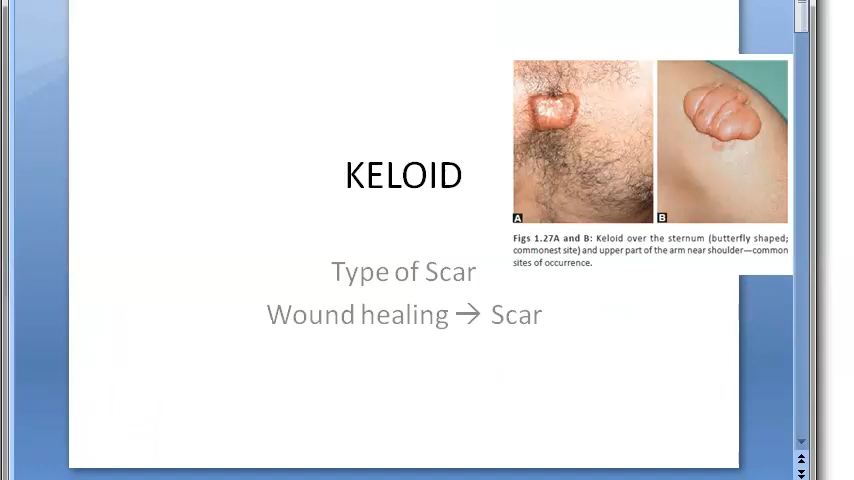 KELOID
Type of Scar
Wound healing → Scar
A
B
Figs 1.27A and B: Keloid over the sternum (butterfly shaped;
commonest site) and upper part of the arm near shoulder—common
sites of occurrence.